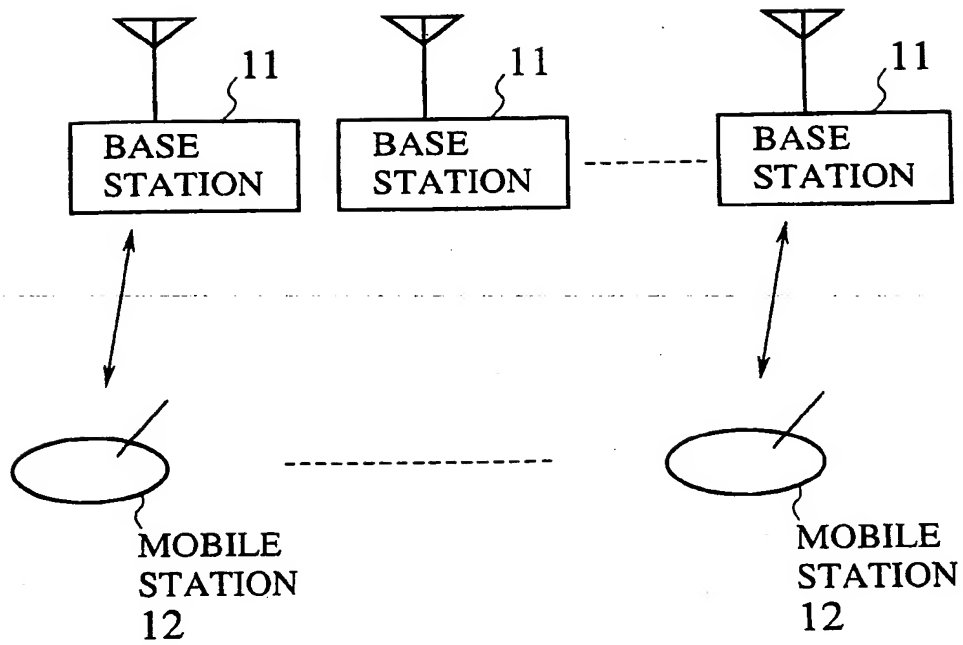 11
BASE
STATION
11
BASE
STATION
11
BASE
STATION
MOBILE
STATION
12
MOBILE
STATION
12